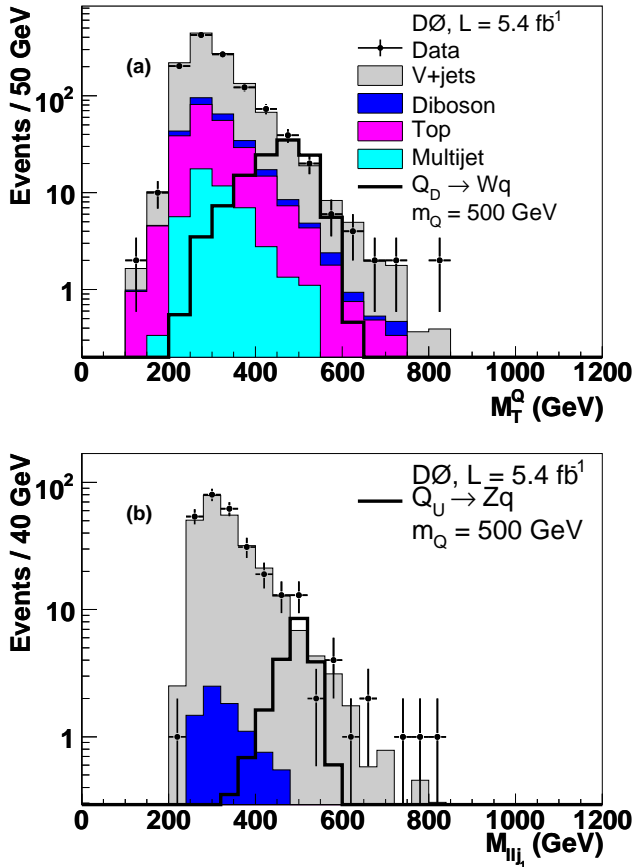 DØ, L = 5.4 fb⁻¹
(a)
Data
V+jets
Diboson
Top
Multijet
Q_D → Wq
m_Q = 500 GeV
Events / 50 GeV
10²
10
1
0 200 400 600 800 1000 1200
M_T^Q (GeV)
DØ, L = 5.4 fb⁻¹
(b)
Q_U → Zq
m_Q = 500 GeV
Events / 40 GeV
10²
10
1
0 200 400 600 800 1000 1200
M_llj₁ (GeV)